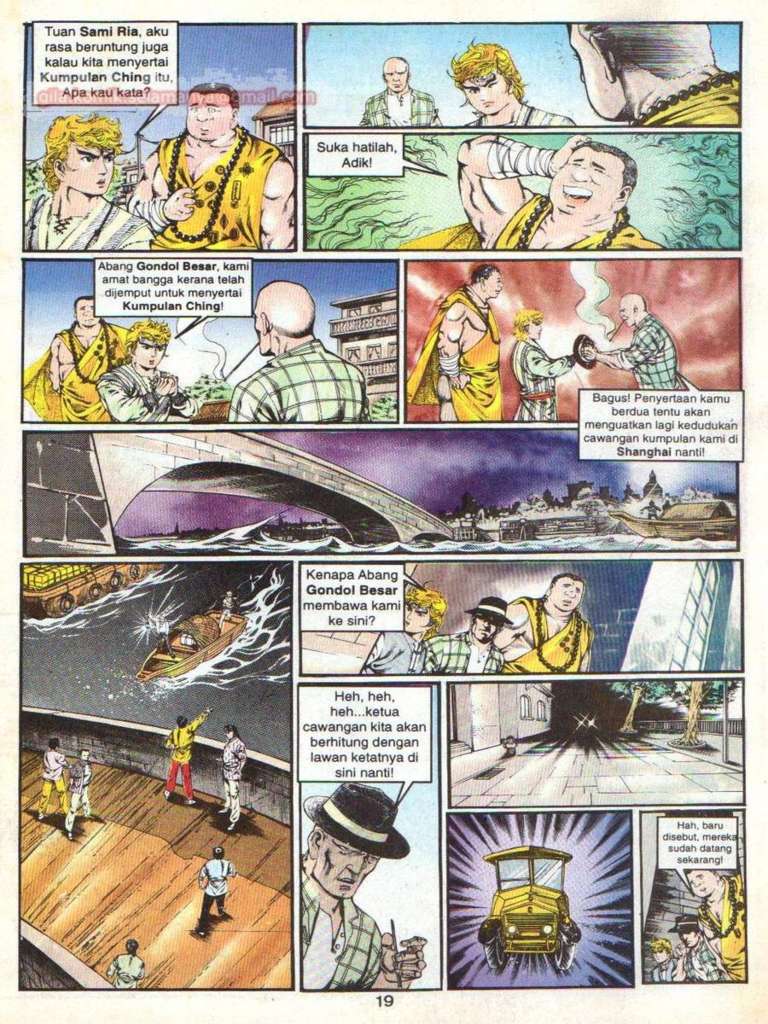 Tuan Sami Ria, aku
rasa beruntung juga
kalau kita menyertai
Kumpulan Ching itu,
Apa kau kata?
Suka hatilah,
Adik!
Abang Gondol Besar, kami
amat bangga kerana telah
dijemput untuk menyertai
Kumpulan Ching!
Bagus! Penyertaan kamu
berdua tentu akan
menguatkan lagi kedudukan
cawangan kumpulan kami di
Shanghai nanti!
Kenapa Abang
Gondol Besar
membawa kami
ke sini?
Heh, heh,
heh...ketua
cawangan kita akan
berhitung dengan
lawan ketatnya di
sini nanti!
Hah, baru
disebut, mereka
sudah datang
sekarang!
19